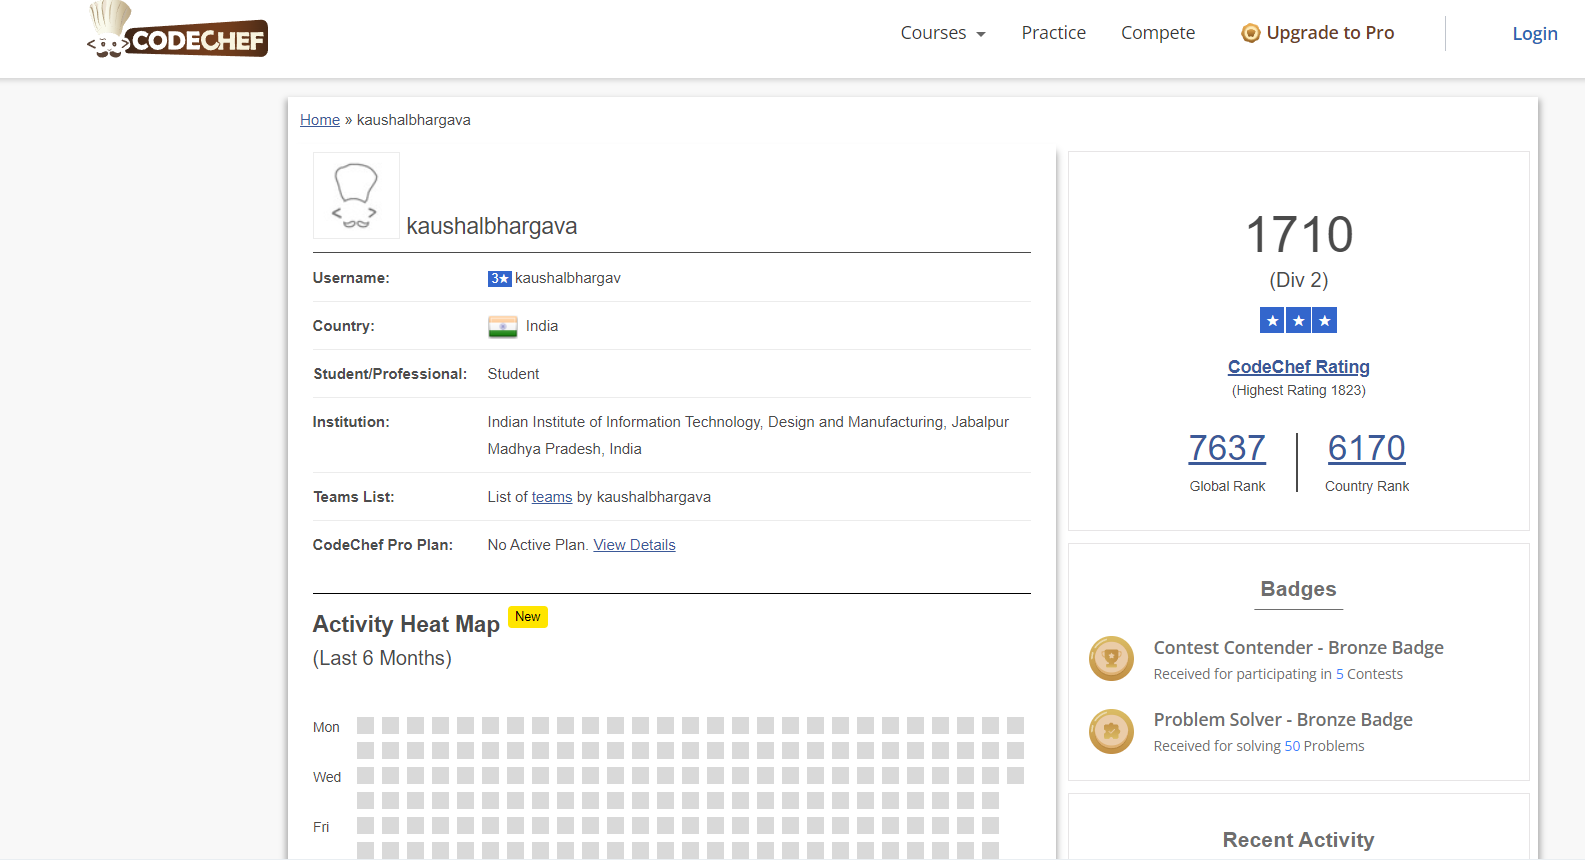 CODECHEF
Courses
Practice
Compete
Upgrade to Pro
Login
Home » kaushalbhargava
kaushalbhargava
Username: 3★ kaushalbhargav
Country: India
Student/Professional: Student
Institution: Indian Institute of Information Technology, Design and Manufacturing, Jabalpur
Madhya Pradesh, India
Teams List: List of teams by kaushalbhargava
CodeChef Pro Plan: No Active Plan. View Details
Activity Heat Map New
(Last 6 Months)
Mon
Wed
Fri
1710
(Div 2)
★ ★ ★
CodeChef Rating
(Highest Rating 1823)
7637 6170
Global Rank Country Rank
Badges
Contest Contender - Bronze Badge
Received for participating in 5 Contests
Problem Solver - Bronze Badge
Received for solving 50 Problems
Recent Activity